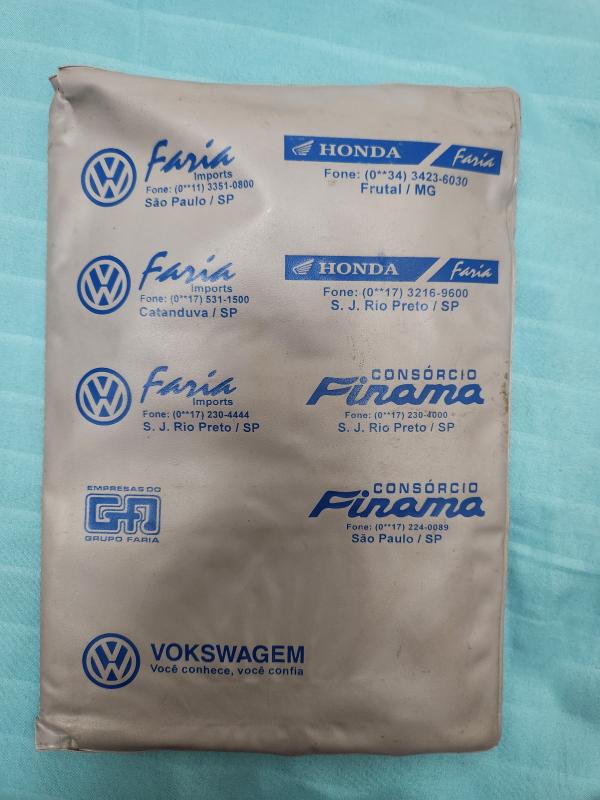 Faria
Imports
Fone: (0**11) 3351-0800
São Paulo / SP
HONDA Faria
Fone: (0**34) 3423-6030
Frutal / MG
Faria
Imports
Fone: (0**17) 531-1500
Catanduva / SP
HONDA Faria
Fone: (0**17) 3216-9600
S. J. Rio Preto / SP
Faria
Imports
Fone: (0**17) 230-4444
S. J. Rio Preto / SP
CONSÓRCIO
Finama
Fone: (0**17) 230-4000
S. J. Rio Preto / SP
EMPRESAS DO
GFA
GRUPO FARIA
CONSÓRCIO
Finama
Fone: (0**17) 224-0089
São Paulo / SP
VOKSWAGEM
Você conhece, você confia